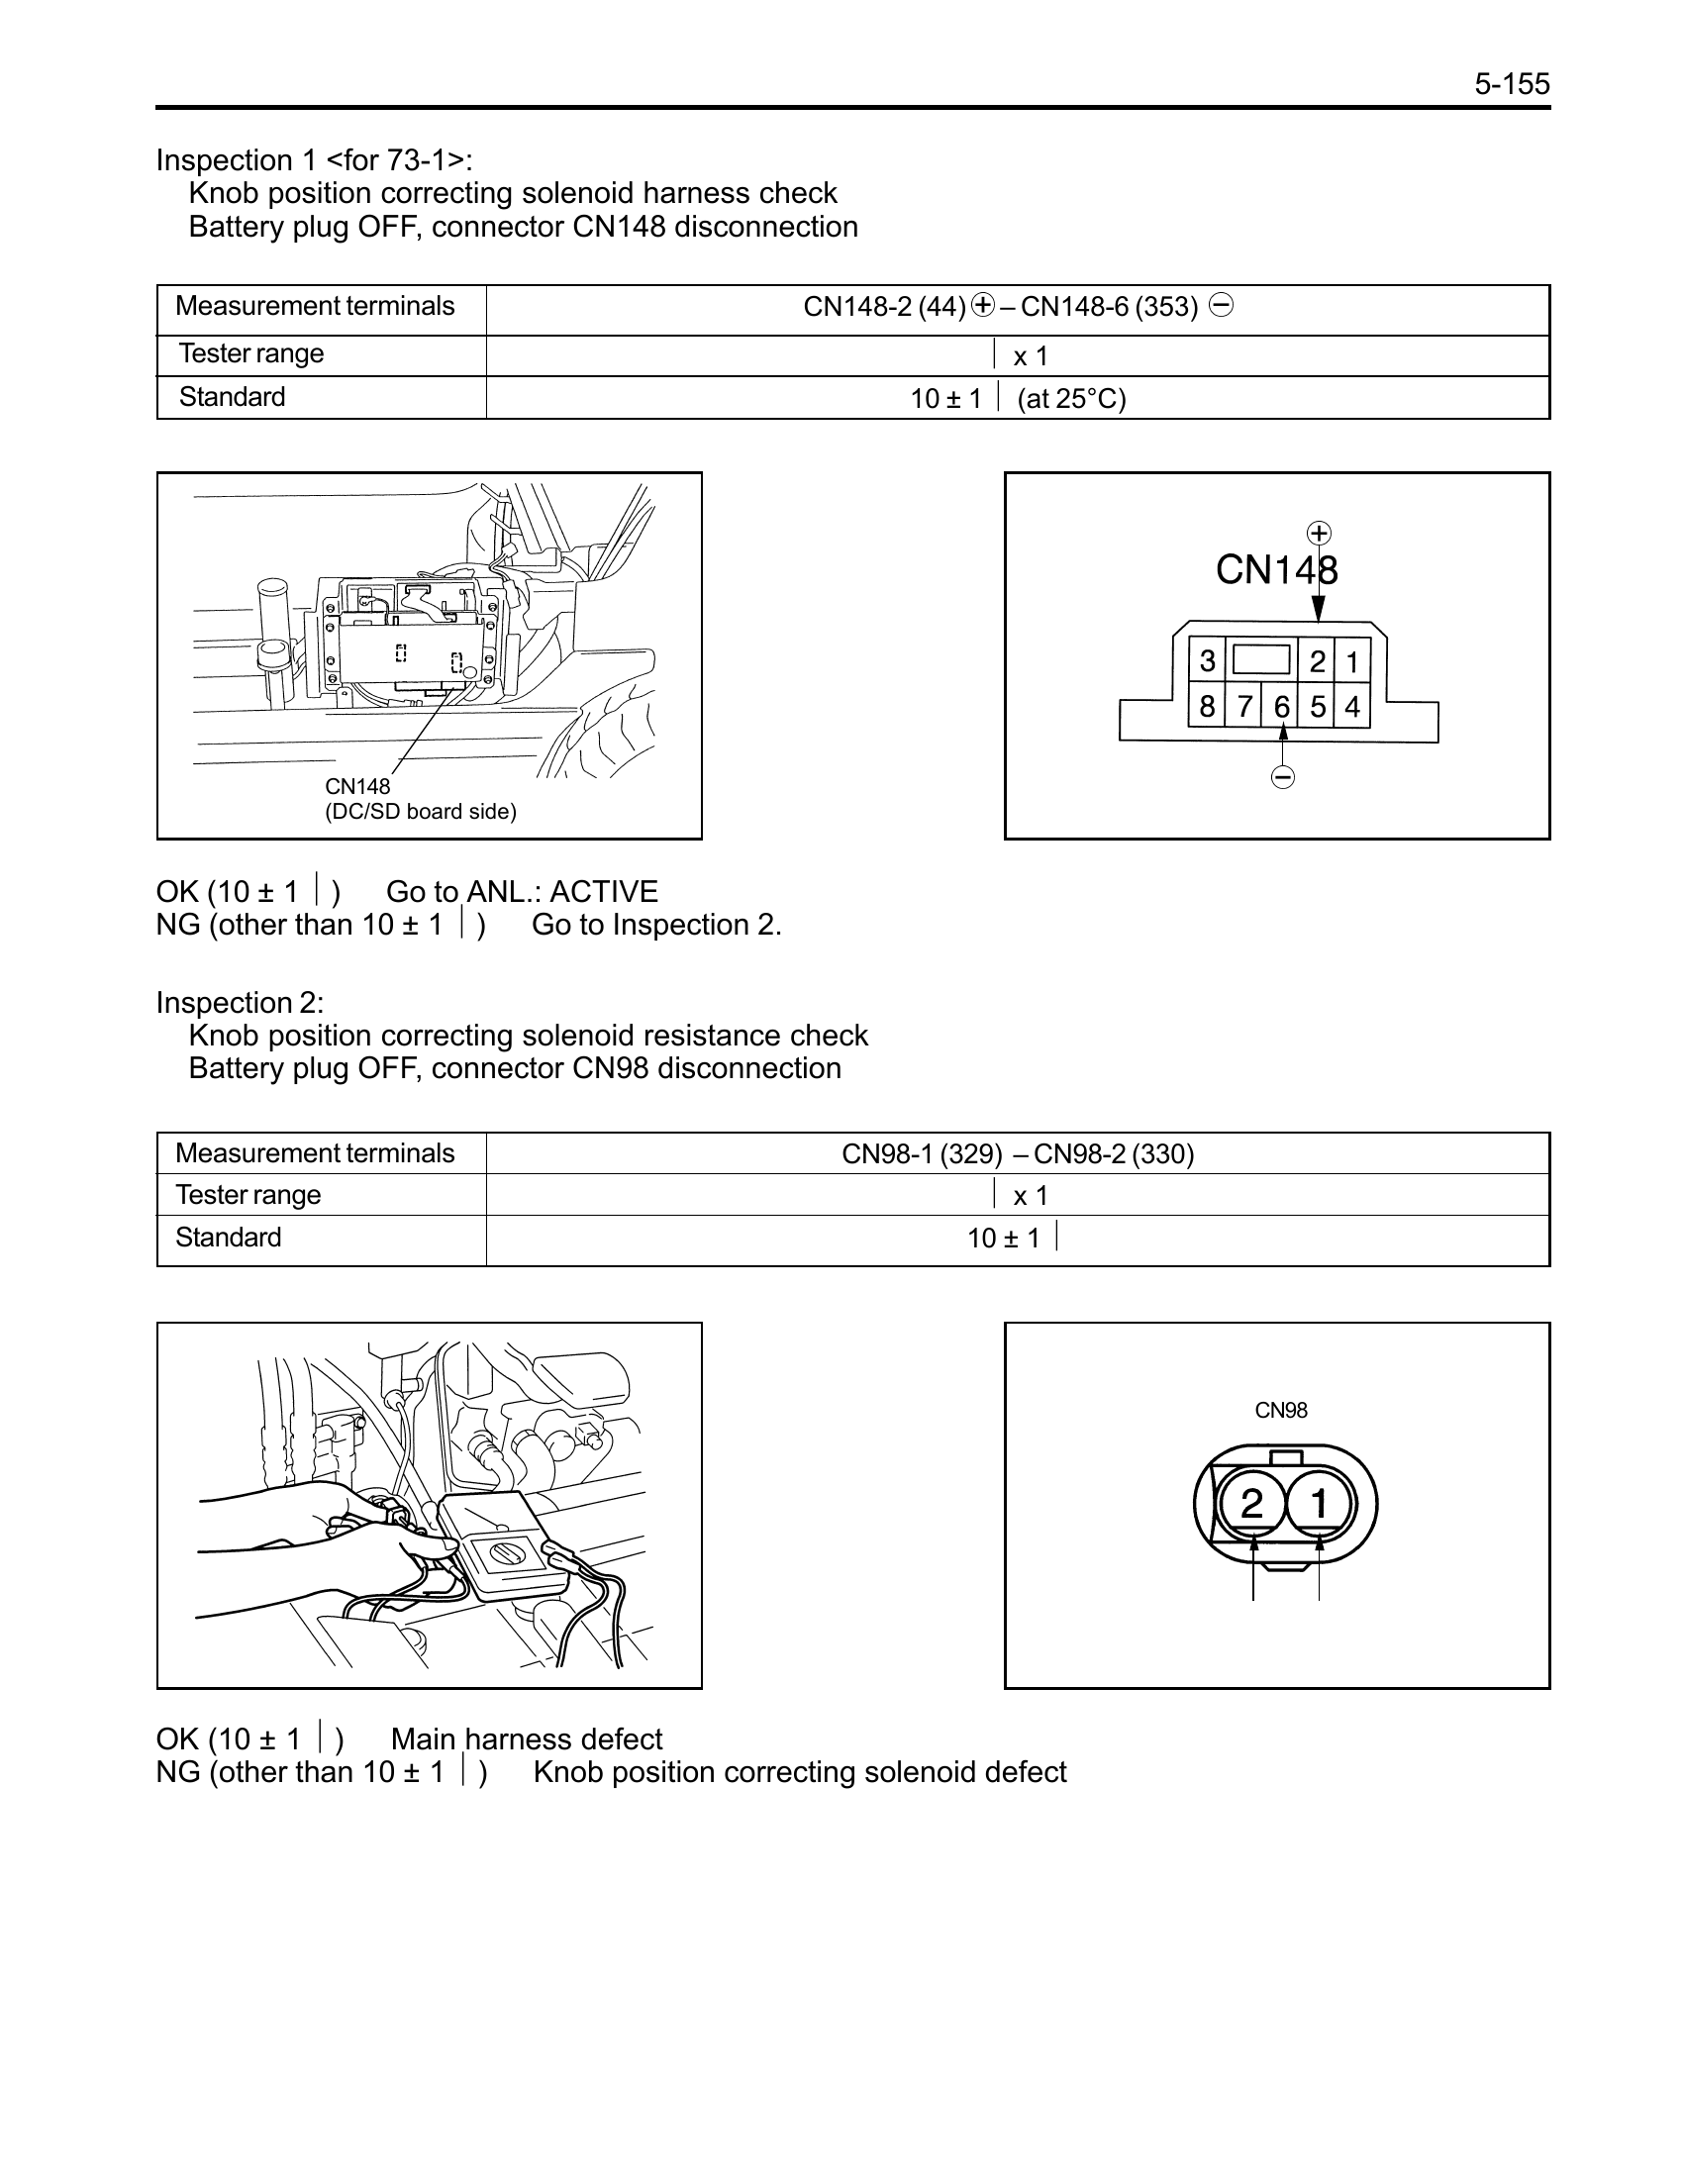 5-155
Inspection 1 <for 73-1>:
Knob position correcting solenoid harness check
Battery plug OFF, connector CN148 disconnection
Measurement terminals CN148-2 (44) ⊕ – CN148-6 (353) ⊖
Tester range | x 1
Standard 10 ± 1 | (at 25°C)
CN148
(DC/SD board side)
⊕
CN148
3 2 1
8 7 6 5 4
⊖
OK (10 ± 1 | ) Go to ANL.: ACTIVE
NG (other than 10 ± 1 | ) Go to Inspection 2.
Inspection 2:
Knob position correcting solenoid resistance check
Battery plug OFF, connector CN98 disconnection
Measurement terminals CN98-1 (329) – CN98-2 (330)
Tester range | x 1
Standard 10 ± 1 |
CN98
2 1
OK (10 ± 1 | ) Main harness defect
NG (other than 10 ± 1 | ) Knob position correcting solenoid defect